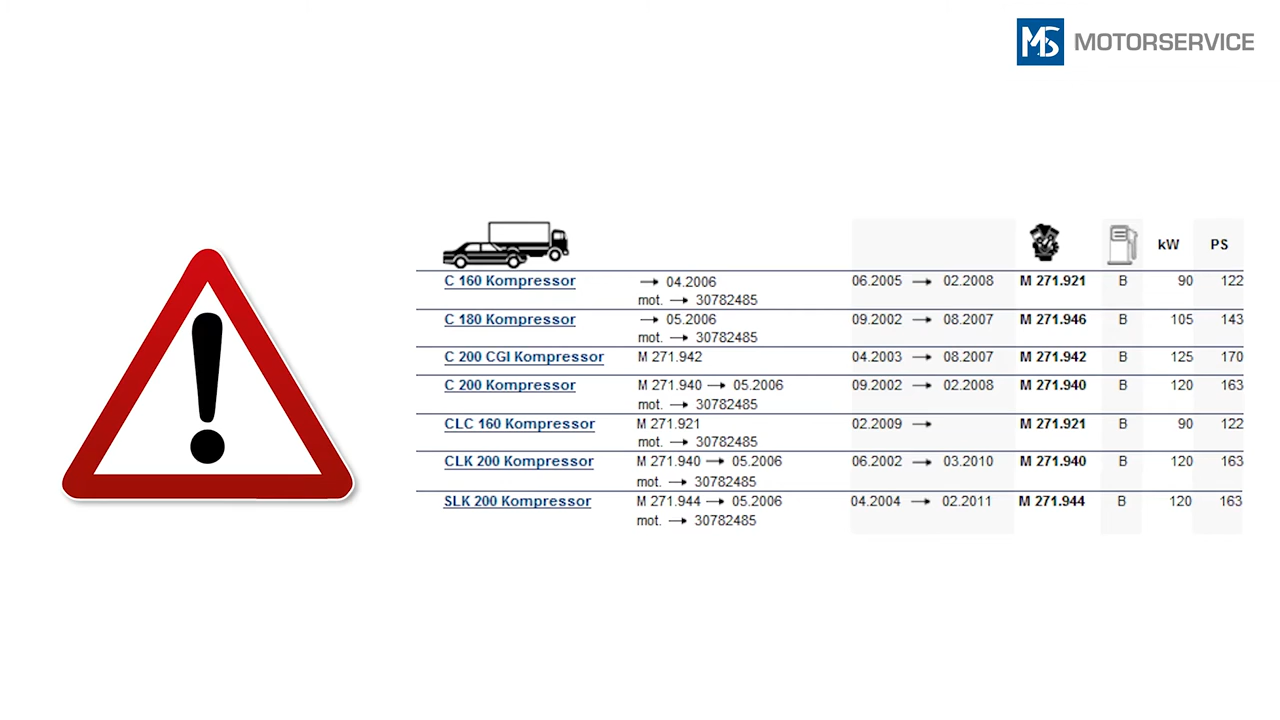 MS MOTORSERVICE
kW PS
C 160 Kompressor → 04.2006 06.2005 → 02.2008 M 271.921 B 90 122
mot. → 30782485
C 180 Kompressor → 05.2006 09.2002 → 08.2007 M 271.946 B 105 143
mot. → 30782485
C 200 CGI Kompressor M 271.942 04.2003 → 08.2007 M 271.942 B 125 170
C 200 Kompressor M 271.940 → 05.2006 09.2002 → 02.2008 M 271.940 B 120 163
mot. → 30782485
CLC 160 Kompressor M 271.921 02.2009 → M 271.921 B 90 122
mot. → 30782485
CLK 200 Kompressor M 271.940 → 05.2006 06.2002 → 03.2010 M 271.940 B 120 163
mot. → 30782485
SLK 200 Kompressor M 271.944 → 05.2006 04.2004 → 02.2011 M 271.944 B 120 163
mot. → 30782485